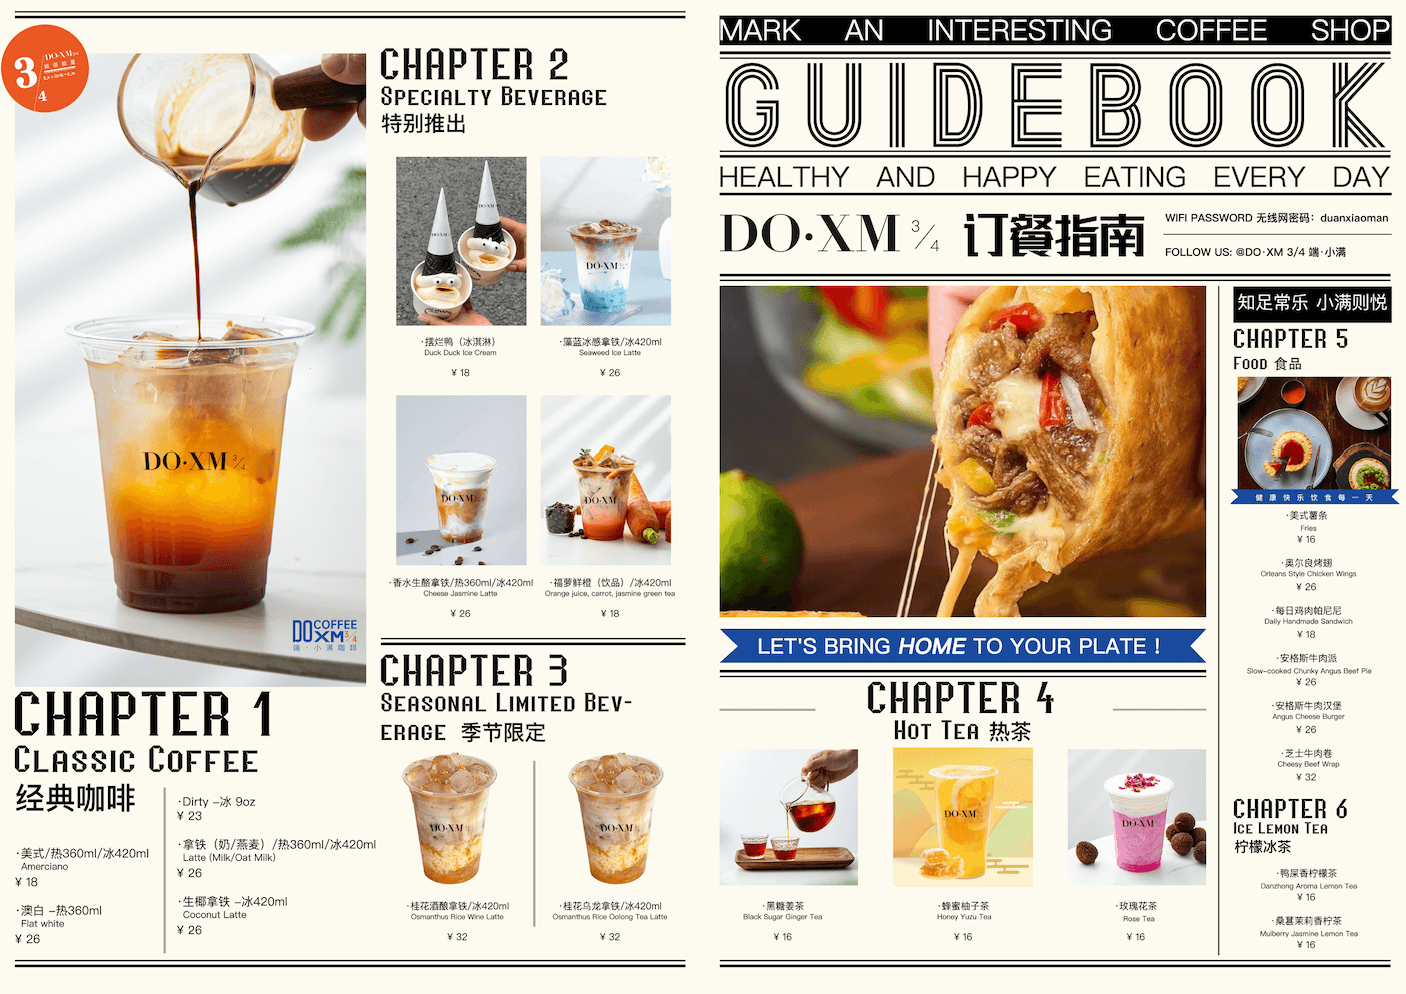 3/4
DO·XM 3/4
DO·XM 3/4
DO COFFEE
XM 3/4
端·小满咖啡
CHAPTER 1
CLASSIC COFFEE
经典咖啡
·美式/热360ml/冰420ml
Amerciano
¥ 18
·澳白 –热360ml
Flat white
¥ 26
·Dirty –冰 9oz
¥ 23
·拿铁（奶/燕麦）/热360ml/冰420ml
Latte (Milk/Oat Milk)
¥ 26
·生椰拿铁 –冰420ml
Coconut Latte
¥ 26
CHAPTER 2
SPECIALTY BEVERAGE
特别推出
DO·XM
·摆烂鸭（冰淇淋）
Duck Duck Ice Cream
¥ 18
DO·XM
·藻蓝冰感拿铁/冰420ml
Seaweed Ice Latte
¥ 26
DO·XM
·香水生酪拿铁/热360ml/冰420ml
Cheese Jasmine Latte
¥ 26
DO·XM
·福萝鲜橙（饮品）/冰420ml
Orange juice, carrot, jasmine green tea
¥ 18
CHAPTER 3
SEASONAL LIMITED BEV-
ERAGE 季节限定
DO·XM
·桂花酒酿拿铁/冰420ml
Osmanthus Rice Wine Latte
¥ 32
DO·XM
·桂花乌龙拿铁/冰420ml
Osmanthus Rice Oolong Tea Latte
¥ 32
MARK AN INTERESTING COFFEE SHOP
GUIDEBOOK
HEALTHY AND HAPPY EATING EVERY DAY
DO·XM 3/4 订餐指南
WIFI PASSWORD 无线网密码：duanxiaoman
FOLLOW US: @DO·XM 3/4 端·小满
LET'S BRING HOME TO YOUR PLATE !
CHAPTER 4
HOT TEA 热茶
·黑糖姜茶
Black Sugar Ginger Tea
¥ 16
DO·XM
·蜂蜜柚子茶
Honey Yuzu Tea
¥ 16
DO·XM
·玫瑰花茶
Rose Tea
¥ 16
知足常乐 小满则悦
CHAPTER 5
FOOD 食品
健康快乐饮食每一天
·美式薯条
Fries
¥ 16
·奥尔良烤翅
Orleans Style Chicken Wings
¥ 26
·每日鸡肉帕尼尼
Daily Handmade Sandwich
¥ 18
·安格斯牛肉派
Slow-cooked Chunky Angus Beef Pie
¥ 26
·安格斯牛肉汉堡
Angus Cheese Burger
¥ 26
·芝士牛肉卷
Cheesy Beef Wrap
¥ 32
CHAPTER 6
ICE LEMON TEA
柠檬冰茶
·鸭屎香柠檬茶
Danzhong Aroma Lemon Tea
¥ 16
·桑葚茉莉香柠茶
Mulberry Jasmine Lemon Tea
¥ 16